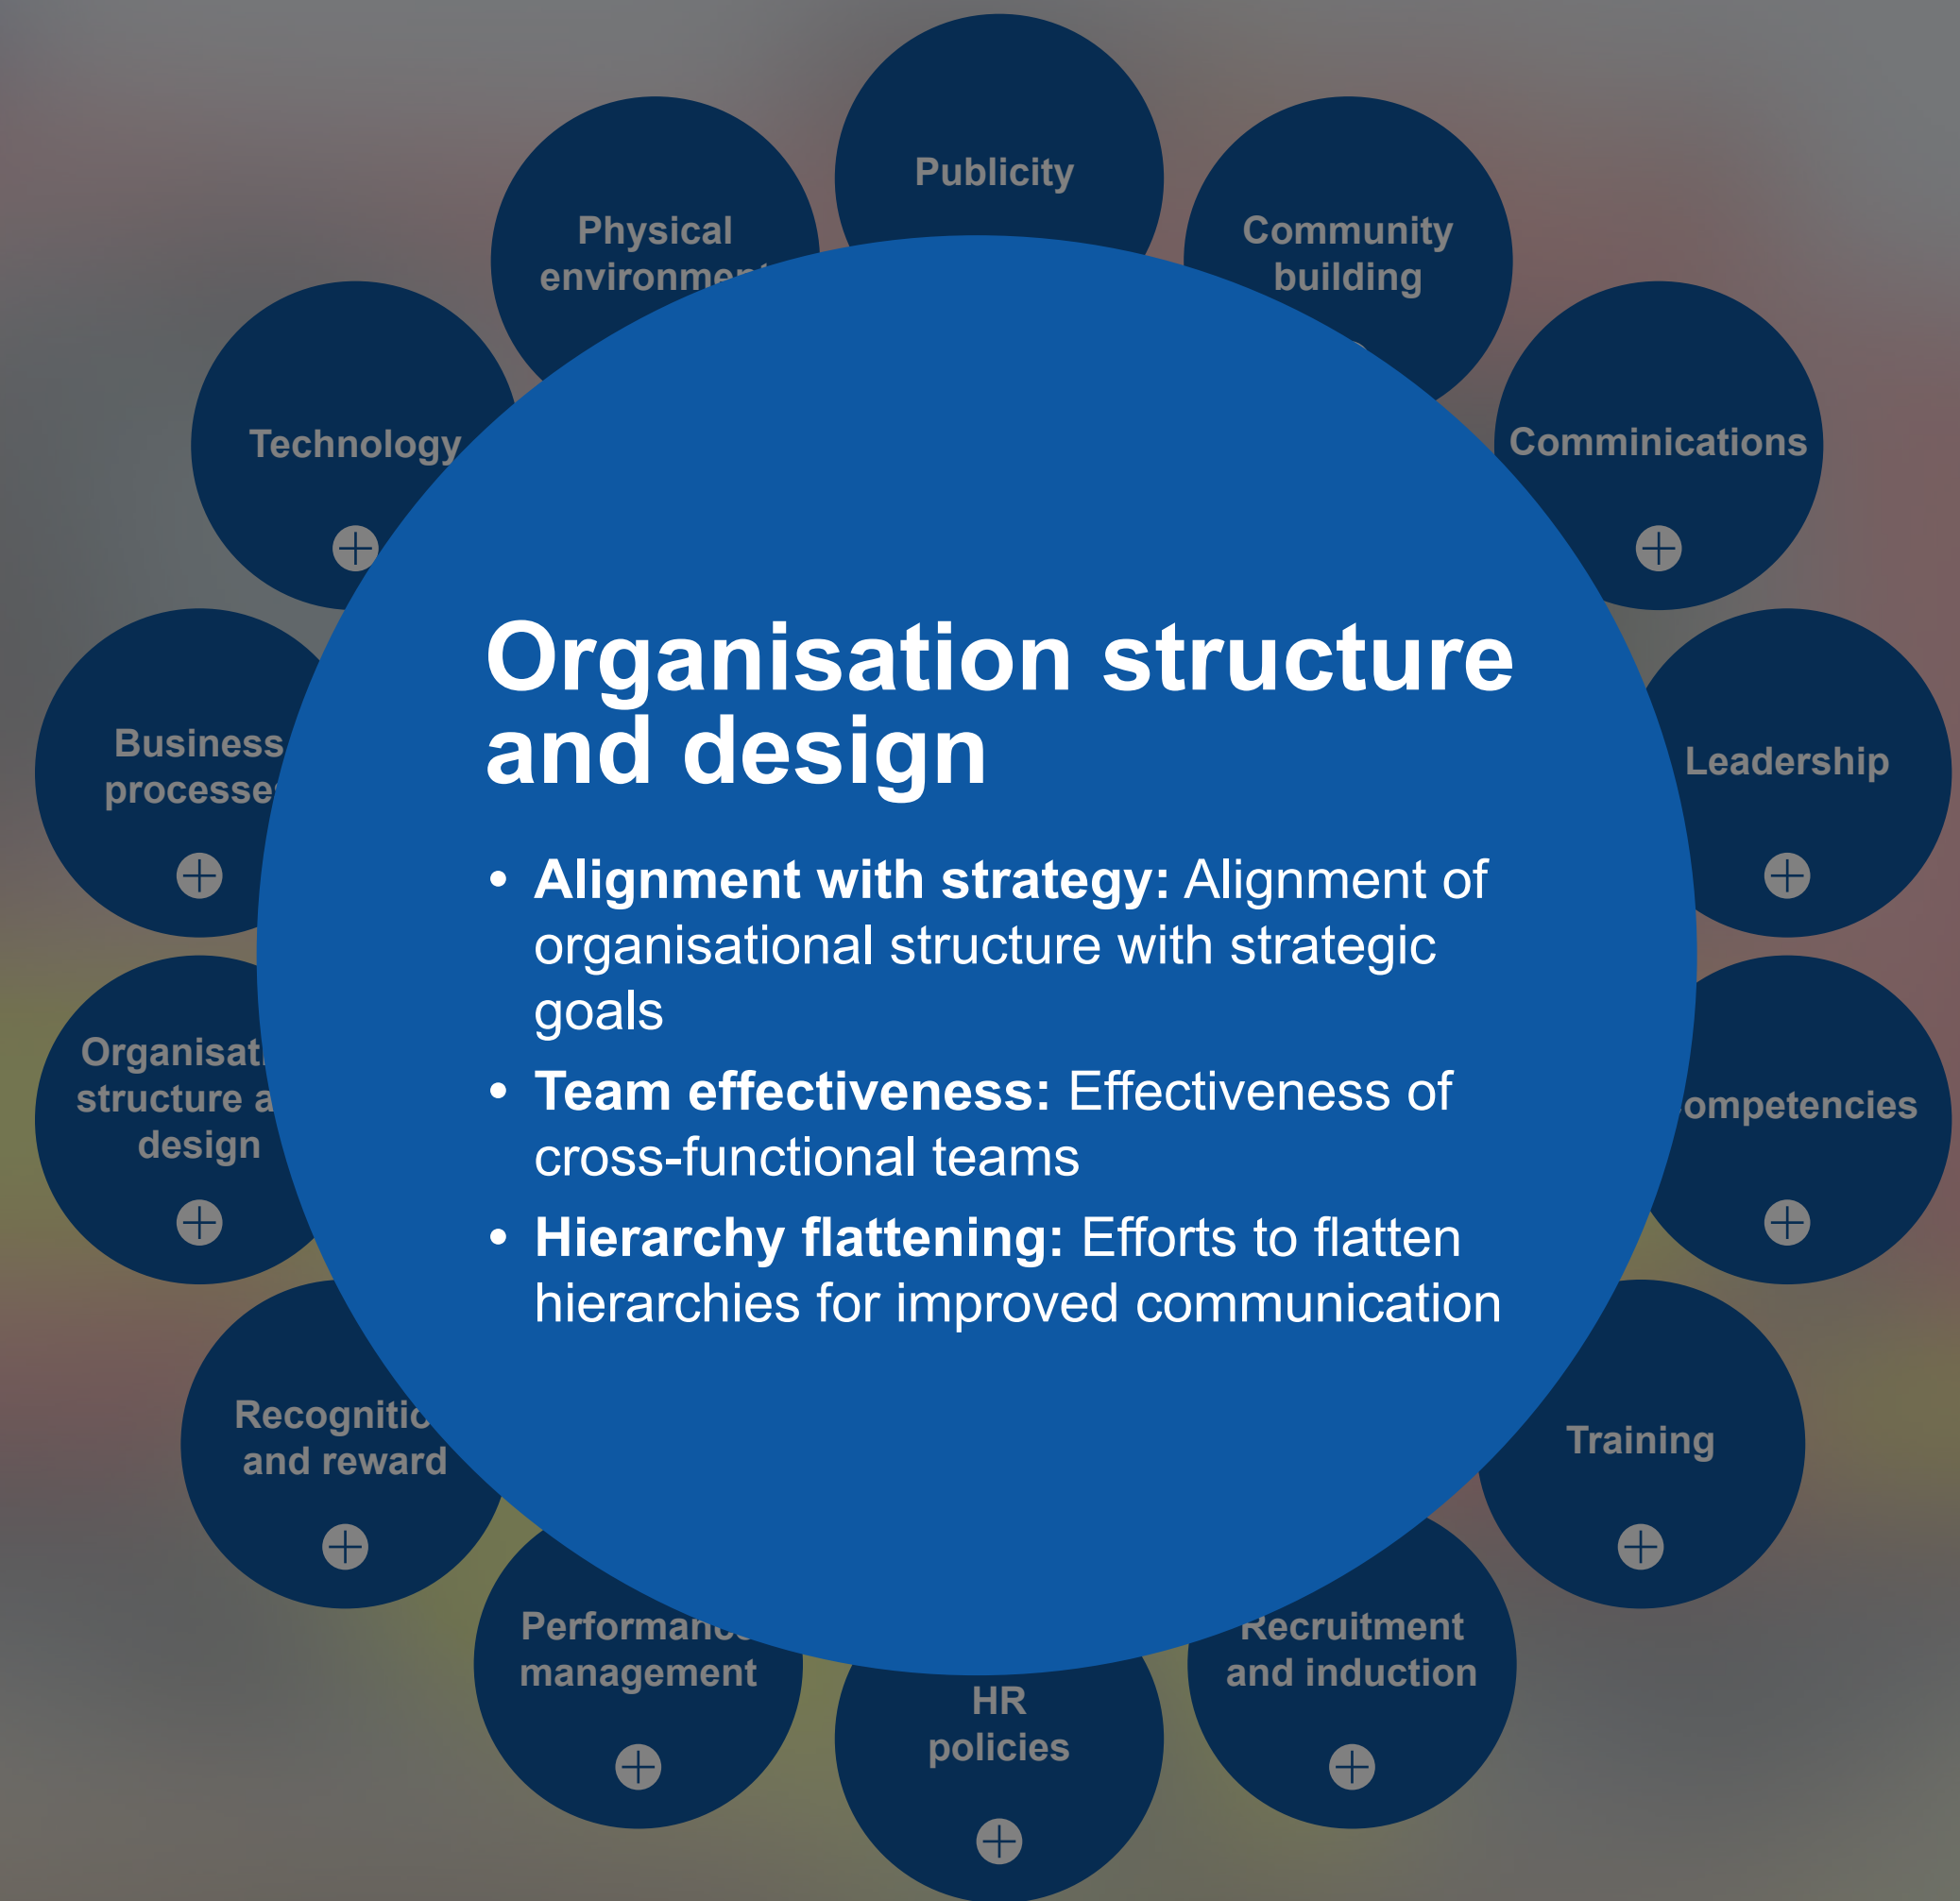 Publicity
Physical
Community
building
Technology
Comminications
Organisation structure
and design
Business
Leadership
• Alignment with strategy: Alignment of
organisational structure with strategic
goals
• Team effectiveness: Effectiveness of
cross-functional teams
• Hierarchy flattening: Efforts to flatten
hierarchies for improved communication
structure
design
and reward
Training
management
Recruitment
and induction
HR
policies